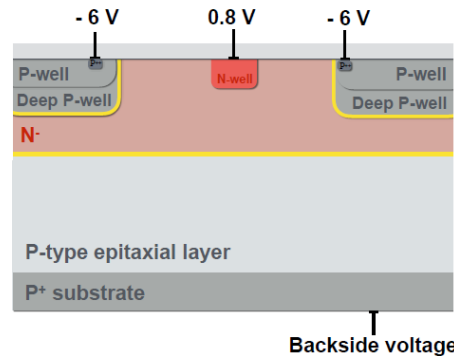 - 6 V 0.8 V - 6 V
P++ P++
P-well N-well P-well
Deep P-well Deep P-well
N-
P-type epitaxial layer
P+ substrate
Backside voltage